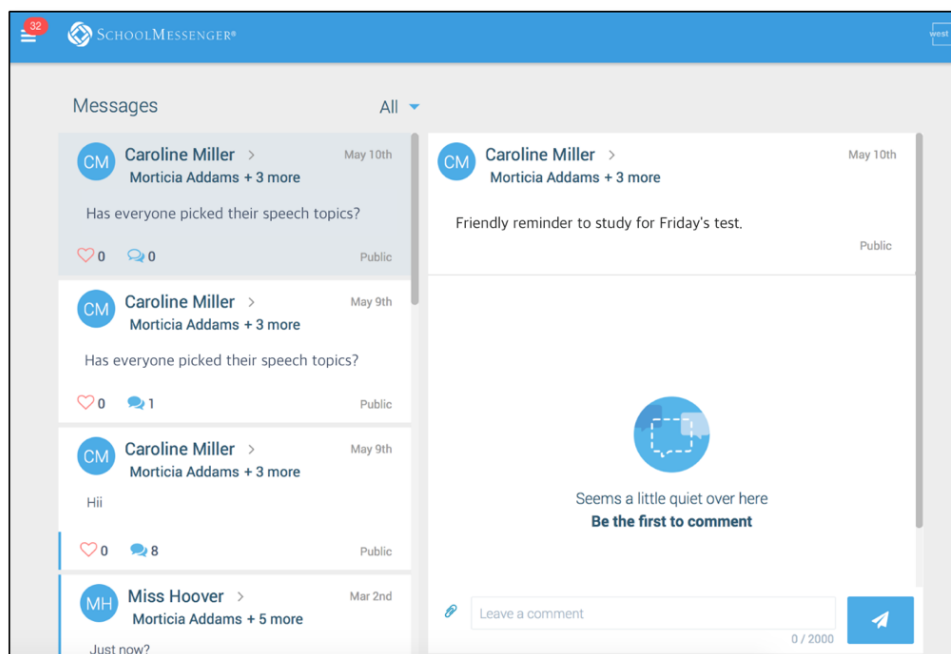 32
SCHOOLMESSENGER®
west
Messages
All
CM
Caroline Miller >
May 10th
Morticia Addams + 3 more
Has everyone picked their speech topics?
0
0
Public
CM
Caroline Miller >
May 9th
Morticia Addams + 3 more
Has everyone picked their speech topics?
0
1
Public
CM
Caroline Miller >
May 9th
Morticia Addams + 3 more
Hii
0
8
Public
MH
Miss Hoover >
Mar 2nd
Morticia Addams + 5 more
Just now?
CM
Caroline Miller >
May 10th
Morticia Addams + 3 more
Friendly reminder to study for Friday's test.
Public
Seems a little quiet over here
Be the first to comment
Leave a comment
0 / 2000